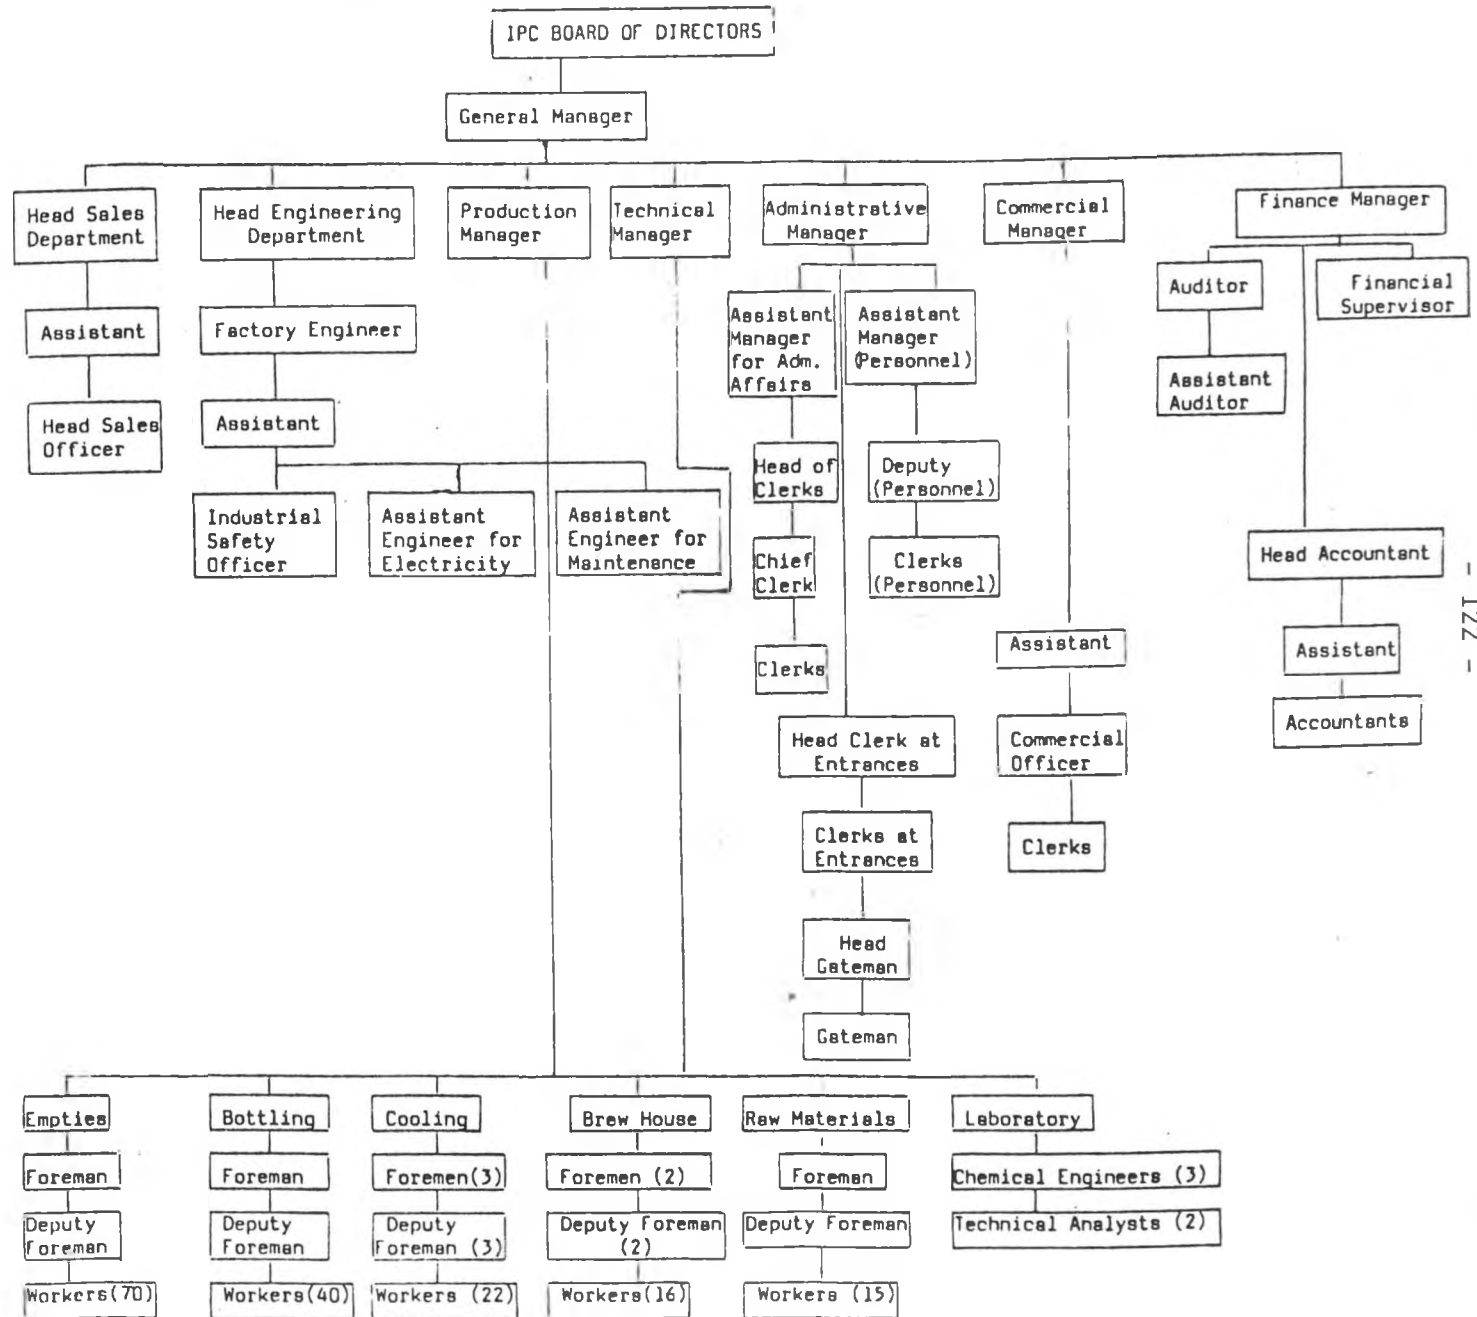 IPC BOARD OF DIRECTORS
General Manager
Head Sales
Department
Head Engineering
Department
Production
Manager
Technical
Manager
Administrative
Manager
Commercial
Manager
Finance Manager
Assistant
Head Sales
Officer
Factory Engineer
Assistant
Industrial
Safety
Officer
Assistant
Engineer for
Electricity
Assistant
Engineer for
Maintenance
Assistant
Manager
for Adm.
Affairs
Head of
Clerks
Chief
Clerk
Clerks
Assistant
Manager
(Personnel)
Deputy
(Personnel)
Clerks
(Personnel)
Head Clerk at
Entrances
Clerks at
Entrances
Head
Gateman
Gateman
Assistant
Commercial
Officer
Clerks
Auditor
Assistant
Auditor
Financial
Supervisor
Head Accountant
Assistant
Accountants
- 122 -
Empties
Foreman
Deputy
Foreman
Workers(70)
Bottling
Foreman
Deputy
Foreman
Workers(40)
Cooling
Foremen(3)
Deputy
Foreman (3)
Workers (22)
Brew House
Foremen (2)
Deputy Foreman
(2)
Workers(16)
Raw Materials
Foreman
Deputy Foreman
Workers (15)
Laboratory
Chemical Engineers (3)
Technical Analysts (2)